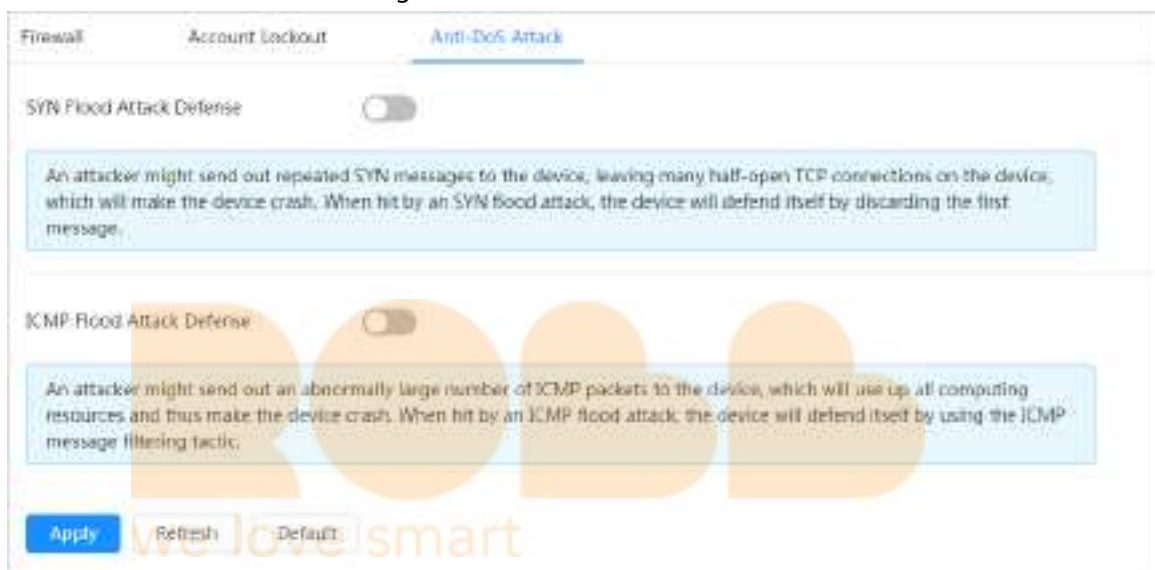 Firewall Account Lockout Anti-DoS Attack
SYN Flood Attack Defense
An attacker might send out repeated SYN messages to the device, leaving many half-open TCP connections on the device,
which will make the device crash. When hit by an SYN flood attack, the device will defend itself by discarding the first
message.
ICMP Flood Attack Defense
An attacker might send out an abnormally large number of ICMP packets to the device, which will use up all computing
resources and thus make the device crash. When hit by an ICMP flood attack, the device will defend itself by using the ICMP
message filtering tactic.
ROBB
Apply Refresh Default
we love smart